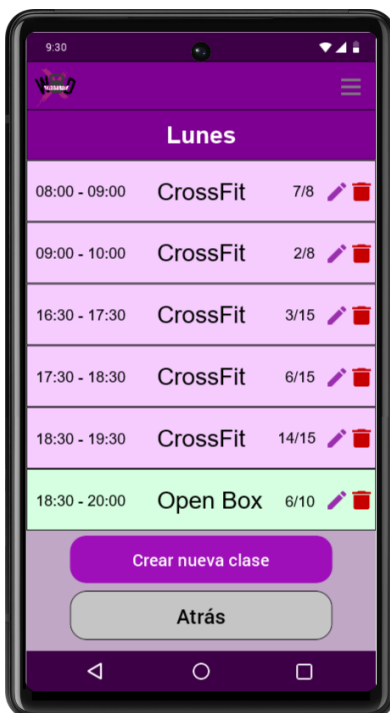 9:30
Lunes
08:00 - 09:00 CrossFit 7/8
09:00 - 10:00 CrossFit 2/8
16:30 - 17:30 CrossFit 3/15
17:30 - 18:30 CrossFit 6/15
18:30 - 19:30 CrossFit 14/15
18:30 - 20:00 Open Box 6/10
Crear nueva clase
Atrás